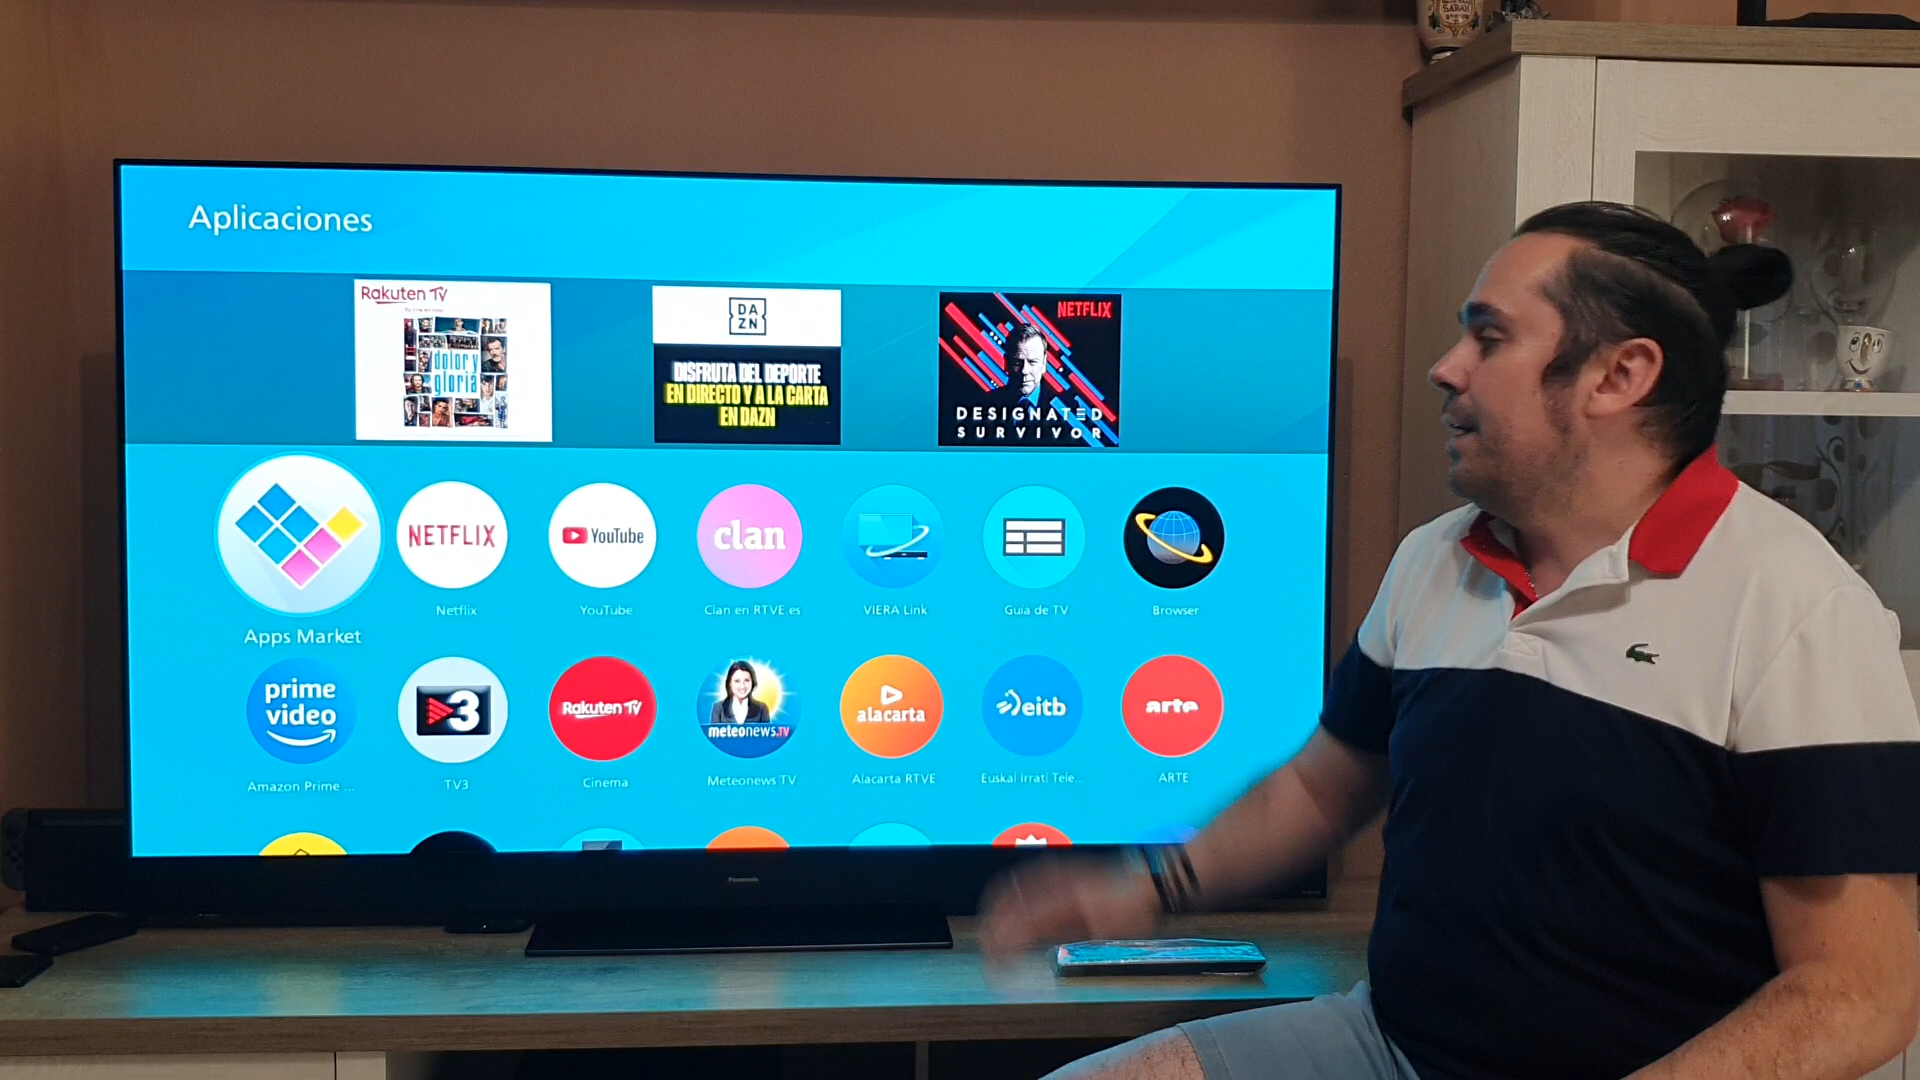 SARAH
Aplicaciones
Rakuten TV
dolor y
gloria
DA
ZN
DISFRUTA DEL DEPORTE
EN DIRECTO Y A LA CARTA
EN DAZN
NETFLIX
DESIGNATED
SURVIVOR
NETFLIX
YouTube
clan
Apps Market
Netflix
YouTube
Clan en RTVE.es
VIERA Link
Guía de TV
Browser
prime
video
3
Rakuten TV
meteonews.TV
alacarta
eitb
arte
Amazon Prime ...
TV3
Cinema
Meteonews TV
Alacarta RTVE
Euskal Irrati Tele...
ARTE
Panasonic